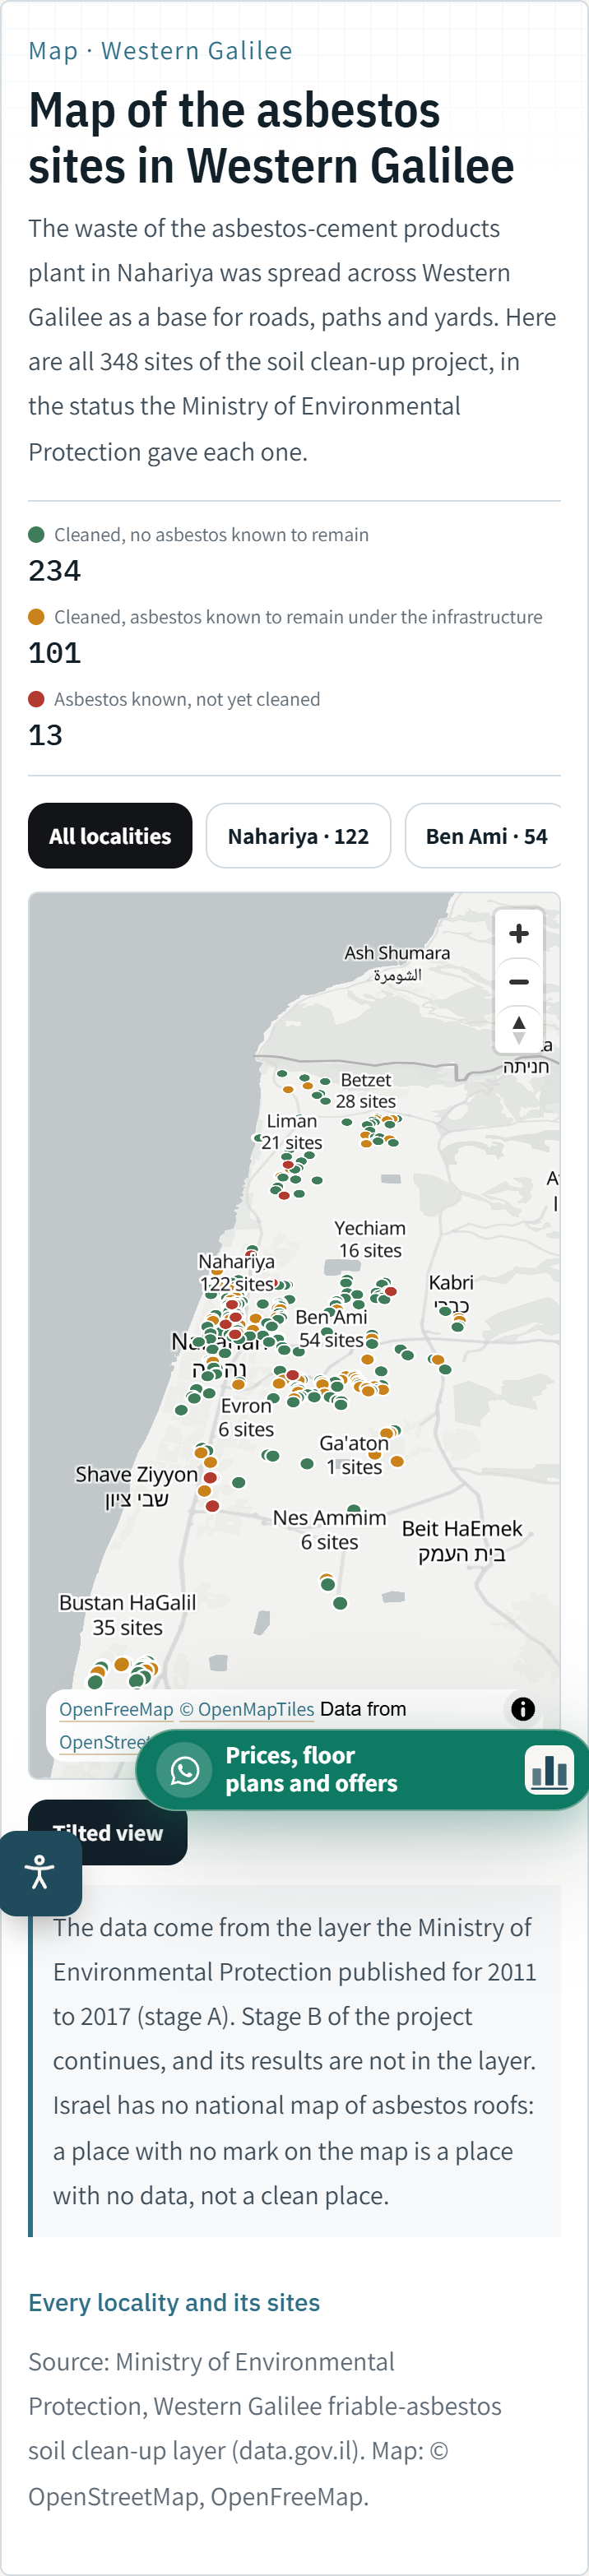 Map · Western Galilee
Map of the asbestos
sites in Western Galilee
The waste of the asbestos-cement products
plant in Nahariya was spread across Western
Galilee as a base for roads, paths and yards. Here
are all 348 sites of the soil clean-up project, in
the status the Ministry of Environmental
Protection gave each one.
Cleaned, no asbestos known to remain
234
Cleaned, asbestos known to remain under the infrastructure
101
Asbestos known, not yet cleaned
13
All localities
Nahariya · 122
Ben Ami · 54
Ash Shumara
الشومرة
חניתה
Betzet
28 sites
Liman
21 sites
Yechiam
16 sites
Nahariya
122 sites
Kabri
כברי
Ben Ami
54 sites
Evron
6 sites
Ga'aton
1 sites
Shave Ziyyon
שבי ציון
Nes Ammim
6 sites
Beit HaEmek
בית העמק
Bustan HaGalil
35 sites
OpenFreeMap © OpenMapTiles Data from
Prices, floor
plans and offers
Tilted view
The data come from the layer the Ministry of
Environmental Protection published for 2011
to 2017 (stage A). Stage B of the project
continues, and its results are not in the layer.
Israel has no national map of asbestos roofs:
a place with no mark on the map is a place
with no data, not a clean place.
Every locality and its sites
Source: Ministry of Environmental
Protection, Western Galilee friable-asbestos
soil clean-up layer (data.gov.il). Map: ©
OpenStreetMap, OpenFreeMap.